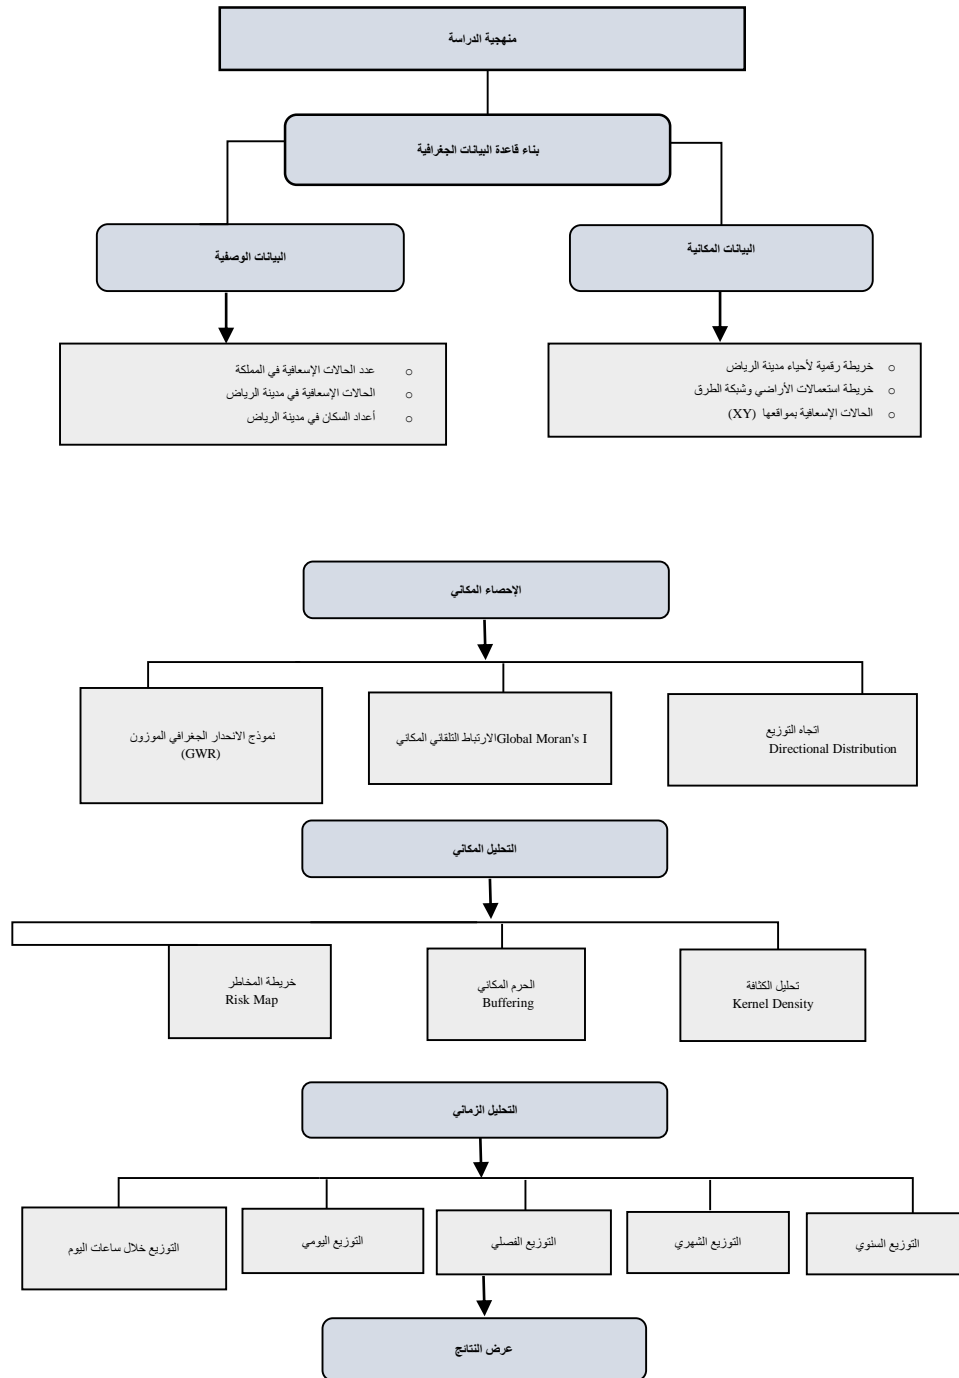 منهجية الدراسة
بناء قاعدة البيانات الجغرافية
البيانات المكانية
البيانات الوصفية
خريطة رقمية لأحياء مدينة الرياض
خريطة استعمالات الأراضي وشبكة الطرق
الحالات الإسعافية بمواقعها (XY)
عدد الحالات الإسعافية في المملكة
الحالات الإسعافية في مدينة الرياض
أعداد السكان في مدينة الرياض
الإحصاء المكاني
اتجاه التوزيع
Directional Distribution
الارتباط التلقائي المكاني Global Moran's I
نموذج الانحدار الجغرافي الموزون
(GWR)
التحليل المكاني
تحليل الكثافة
Kernel Density
الحرم المكاني
Buffering
خريطة المخاطر
Risk Map
التحليل الزماني
التوزيع السنوي
التوزيع الشهري
التوزيع الفصلي
التوزيع اليومي
التوزيع خلال ساعات اليوم
عرض النتائج